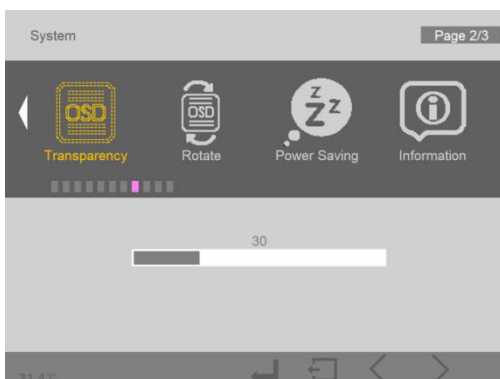 System
Page 2/3
OSD
OSD
Z Z Z
Transparency
Rotate
Power Saving
Information
30